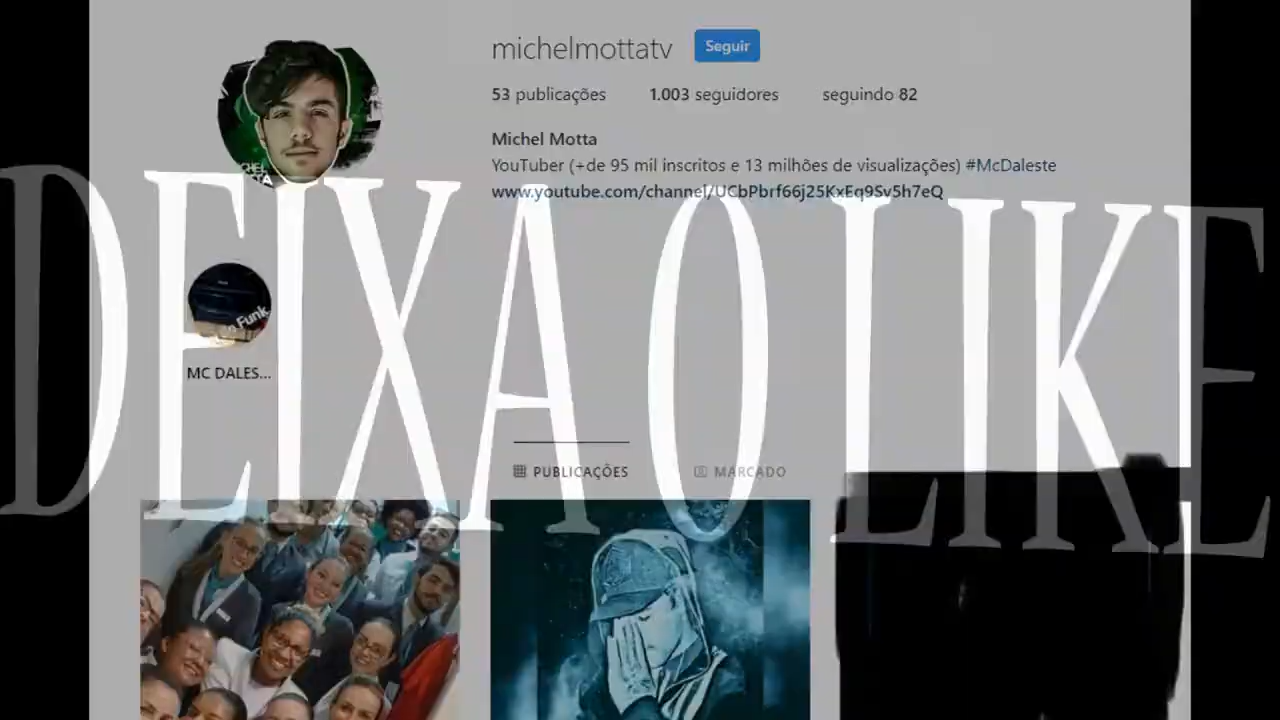 michelmottatv Seguir
53 publicações 1.003 seguidores seguindo 82
Michel Motta
YouTuber (+de 95 mil inscritos e 13 milhões de visualizações) #McDaleste
www.youtube.com/channel/UCbPbrf66j25KxEq9Sv5h7eQ
DEIXA O LIKE
Funk
MC DALES...
PUBLICAÇÕES MARCADO